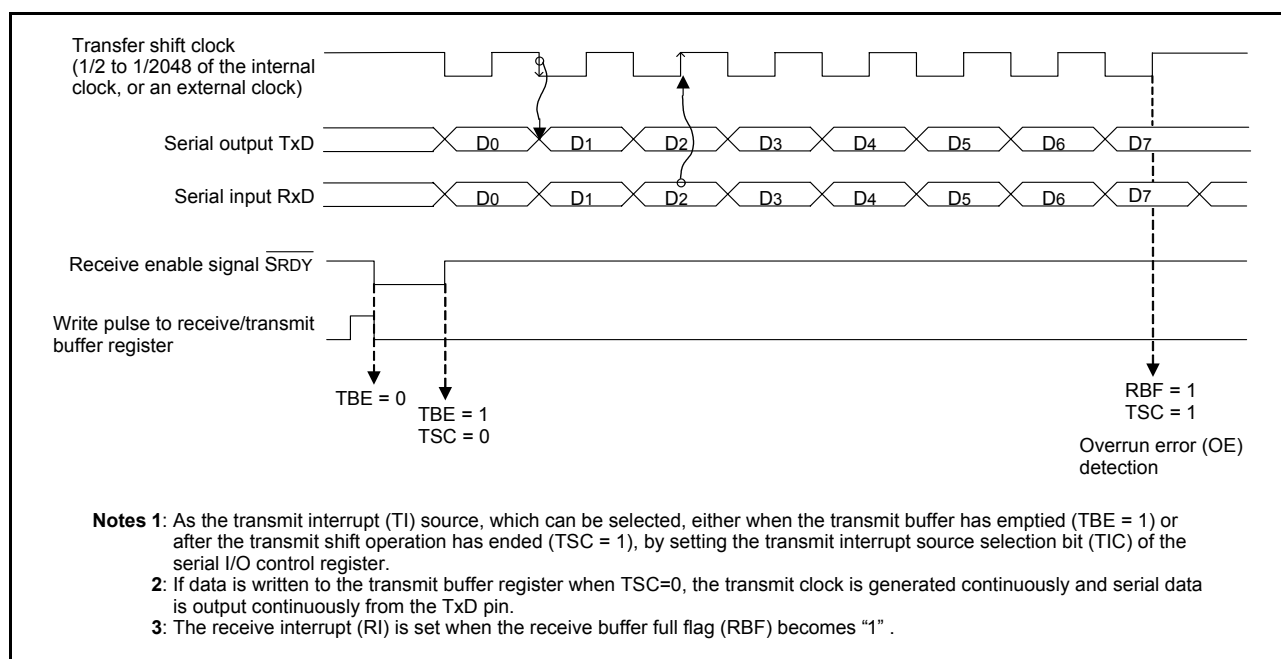 Transfer shift clock
(1/2 to 1/2048 of the internal
clock, or an external clock)
Serial output TxD
D0 D1 D2 D3 D4 D5 D6 D7
Serial input RxD
D0 D1 D2 D3 D4 D5 D6 D7
Receive enable signal SRDY
Write pulse to receive/transmit
buffer register
TBE = 0
TBE = 1
TSC = 0
RBF = 1
TSC = 1
Overrun error (OE)
detection
Notes 1: As the transmit interrupt (TI) source, which can be selected, either when the transmit buffer has emptied (TBE = 1) or
after the transmit shift operation has ended (TSC = 1), by setting the transmit interrupt source selection bit (TIC) of the
serial I/O control register.
2: If data is written to the transmit buffer register when TSC=0, the transmit clock is generated continuously and serial data
is output continuously from the TxD pin.
3: The receive interrupt (RI) is set when the receive buffer full flag (RBF) becomes “1” .